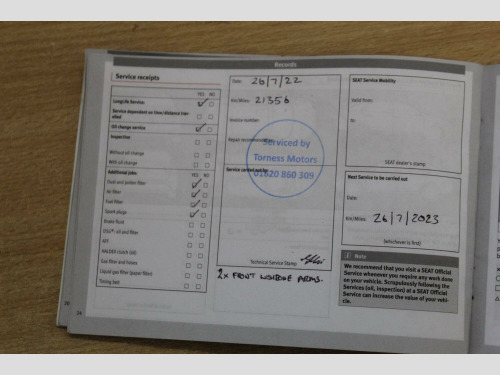 Records
Service receipts
YES NO
LongLife Service:
Service dependent on time/distance travelled
Oil change service
Inspection
Without oil change
With oil change
Additional jobs: YES NO
Dust and pollen filter
Air filter
Fuel filter
Spark plugs
Brake fluid
DSG® oil and filter
ATF
HALDEX clutch (oil)
Gas filter and hoses
Liquid gas filter (paper filter)
Timing belt
24
Date: 26/7/22
Km/Miles: 21356
Invoice number:
Repair recommendation:
Serviced by
Torness Motors
01620 860 309
Service carried out by:
Technical Service Stamp
2x FRONT WISHBONE ARMS.
SEAT Service Mobility
Valid from:
to:
SEAT dealer's stamp
Next Service to be carried out
Date:
Km/Miles: 26/7/2023
(whichever is first)
i Note
We recommend that you visit a SEAT Official
Service whenever you require any work done
on your vehicle. Scrupulously following the
Services (oil, inspection) at a SEAT Official
Service can increase the value of your vehi-
cle.